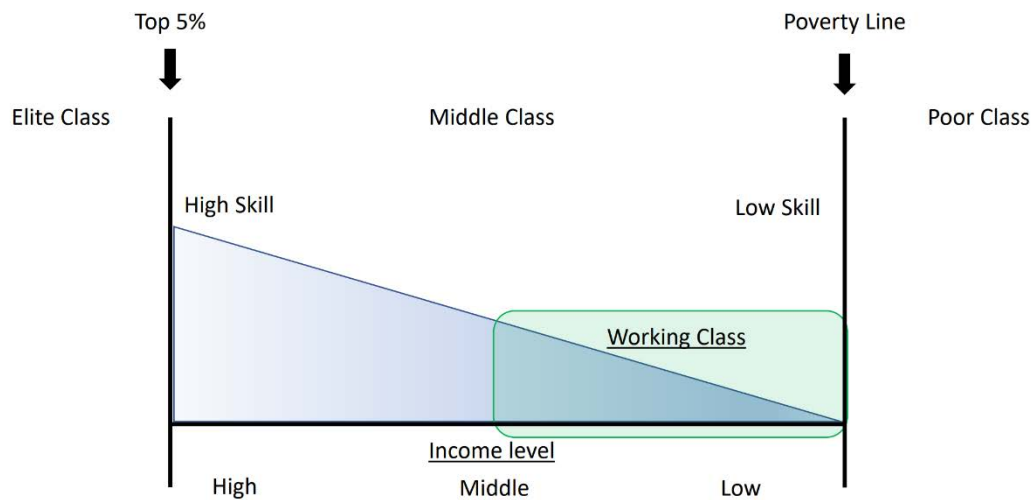 Top 5%
Poverty Line
Elite Class
Middle Class
Poor Class
High Skill
Low Skill
Working Class
Income level
High
Middle
Low